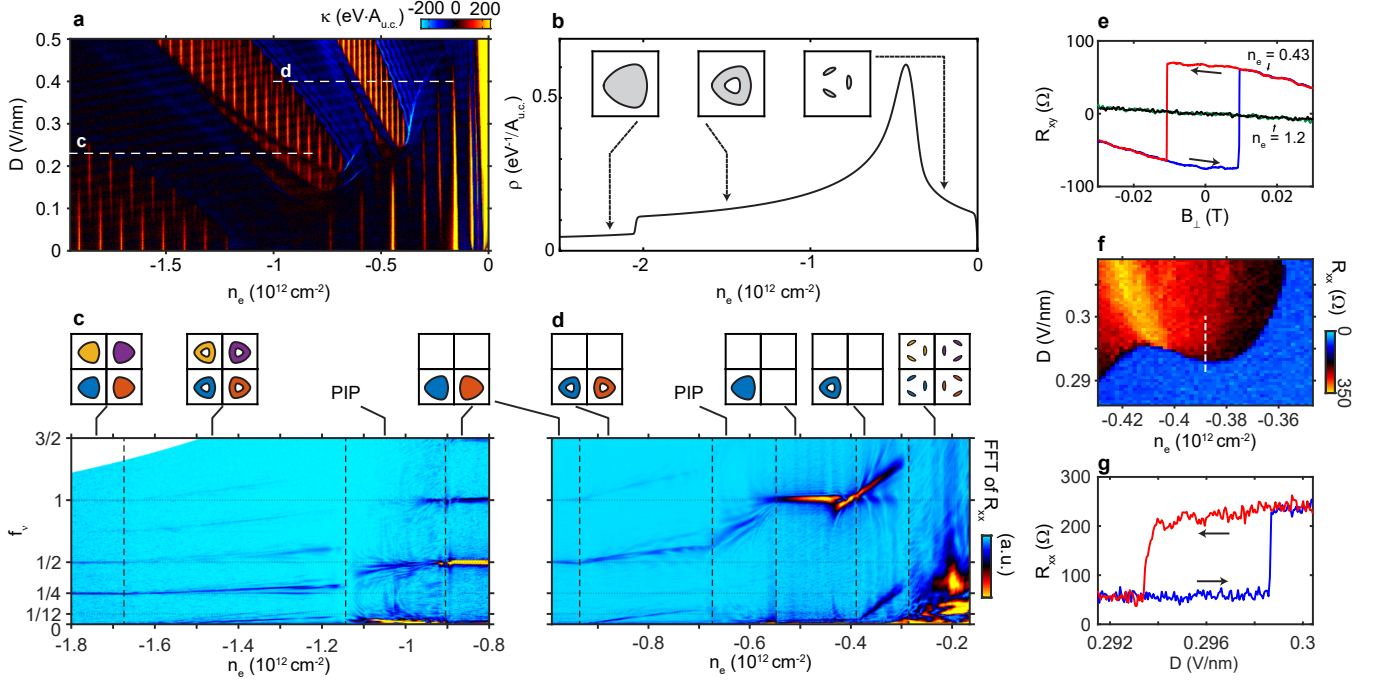 a
κ (eV·A_u.c.)
-200 0 200
D (V/nm)
0.5
0.4
0.3
0.2
0.1
0
d
c
-1.5 -1 -0.5 0
n_e (10^12 cm^-2)
b
ρ (eV^-1/A_u.c.)
0.5
0
-2 -1 0
n_e (10^12 cm^-2)
c
PIP
f_ν
3/2
1
1/2
1/4
1/12
0
-1.8 -1.6 -1.4 -1.2 -1 -0.8
n_e (10^12 cm^-2)
d
PIP
-0.8 -0.6 -0.4 -0.2
n_e (10^12 cm^-2)
FFT of R_xx
(a.u.)
e
R_xy (Ω)
100
0
-100
n_e = 0.43
n_e = 1.2
-0.02 0 0.02
B_⊥ (T)
f
D (V/nm)
0.3
0.29
-0.42 -0.4 -0.38 -0.36
n_e (10^12 cm^-2)
R_xx (Ω)
0
350
g
R_xx (Ω)
300
200
100
0
0.292 0.296 0.3
D (V/nm)